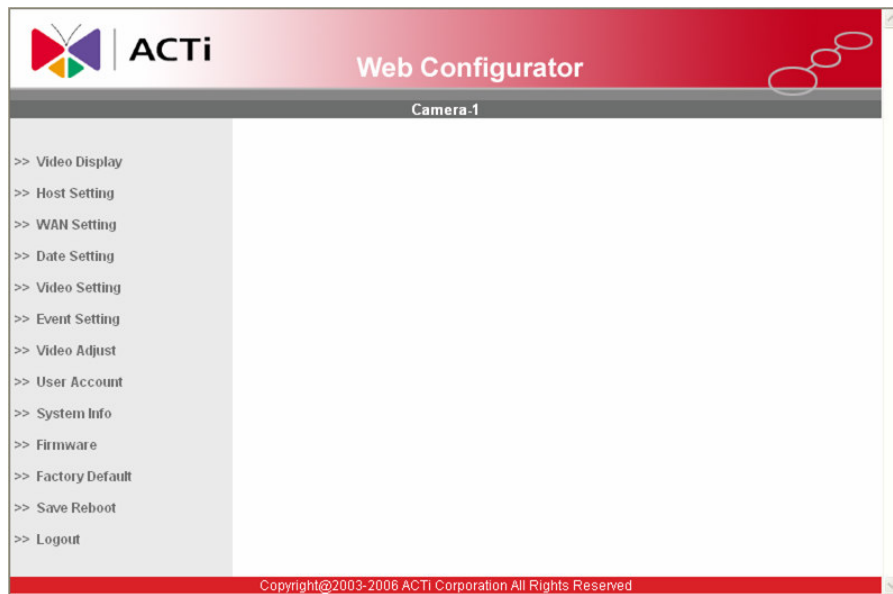 ACTi
Web Configurator
Camera-1
>> Video Display
>> Host Setting
>> WAN Setting
>> Date Setting
>> Video Setting
>> Event Setting
>> Video Adjust
>> User Account
>> System Info
>> Firmware
>> Factory Default
>> Save Reboot
>> Logout
Copyright@2003-2006 ACTi Corporation All Rights Reserved